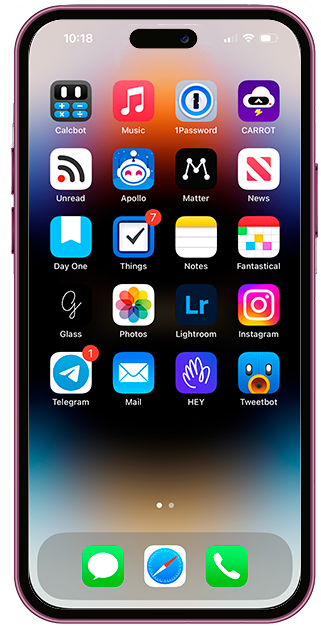 10:18
Calcbot Music 1Password CARROT
Unread Apollo Matter News
7
Day One Things Notes Fantastical
Glass Photos Lr Lightroom Instagram
1
Telegram Mail HEY Tweetbot